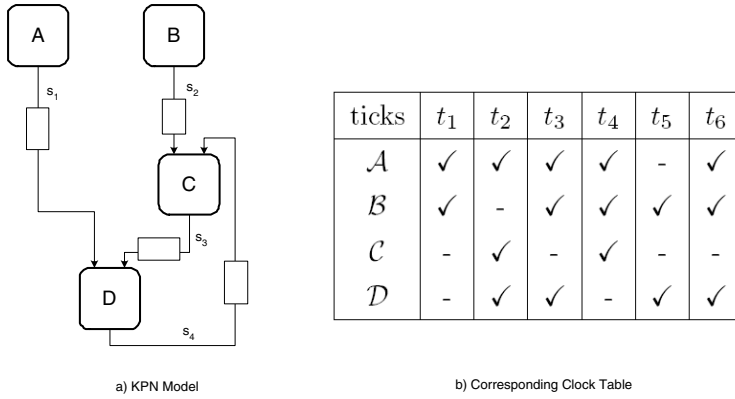 A
B
s1
s2
C
s3
D
s4
a) KPN Model
ticks t1 t2 t3 t4 t5 t6
A ✓ ✓ ✓ ✓ - ✓
B ✓ - ✓ ✓ ✓ ✓
C - ✓ - ✓ - -
D - ✓ ✓ - ✓ ✓
b) Corresponding Clock Table